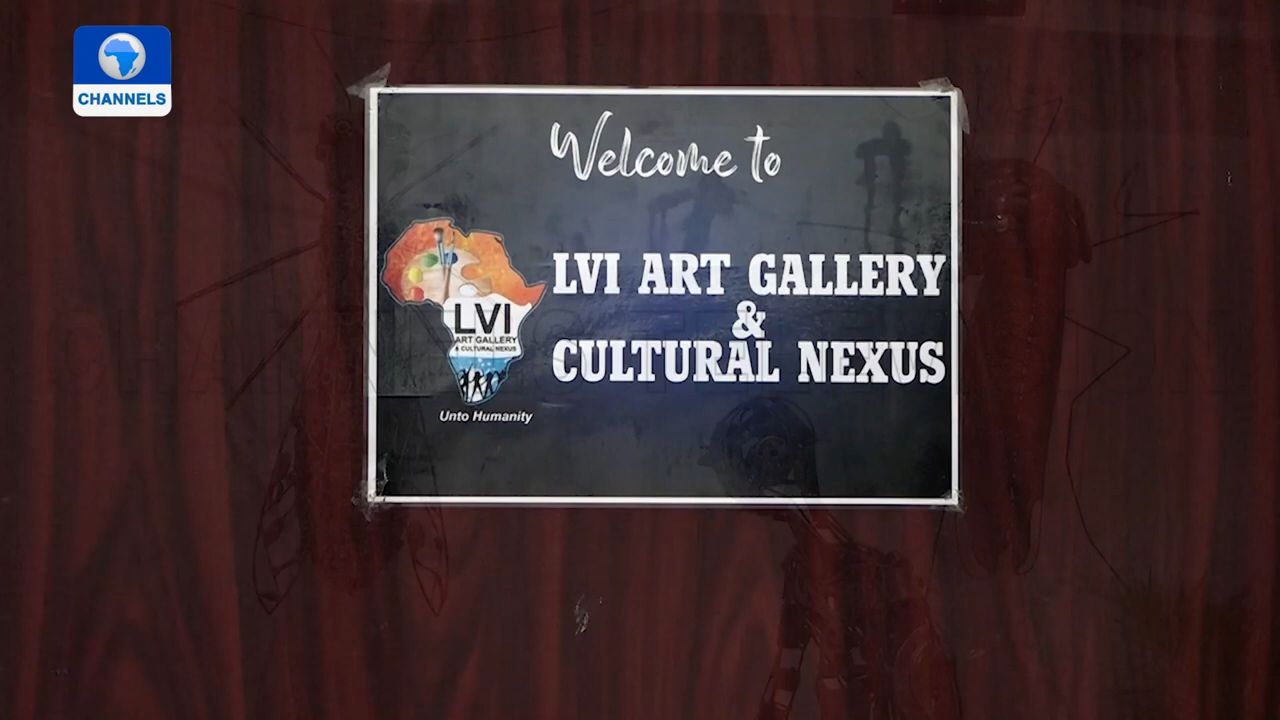 CHANNELS
Welcome to
LVI ART GALLERY
&
CULTURAL NEXUS
LVI
ART GALLERY
& CULTURAL NEXUS
Unto Humanity